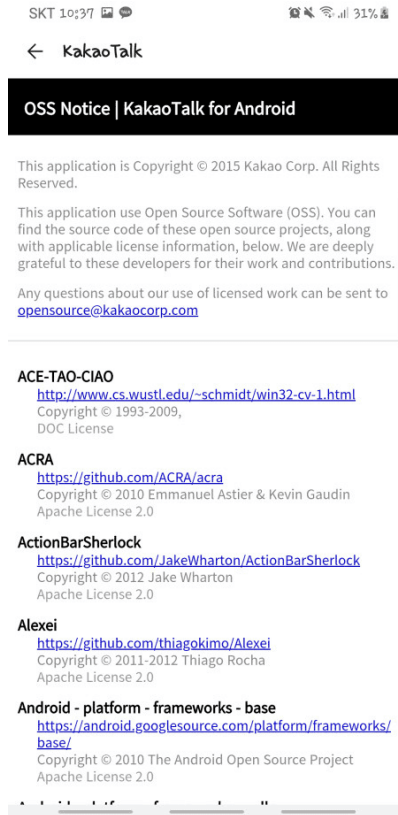 SKT 10:37
31%
KakaoTalk
OSS Notice | KakaoTalk for Android
This application is Copyright © 2015 Kakao Corp. All Rights
Reserved.
This application use Open Source Software (OSS). You can
find the source code of these open source projects, along
with applicable license information, below. We are deeply
grateful to these developers for their work and contributions.
Any questions about our use of licensed work can be sent to
opensource@kakaocorp.com
ACE-TAO-CIAO
http://www.cs.wustl.edu/~schmidt/win32-cv-1.html
Copyright © 1993-2009,
DOC License
ACRA
https://github.com/ACRA/acra
Copyright © 2010 Emmanuel Astier & Kevin Gaudin
Apache License 2.0
ActionBarSherlock
https://github.com/JakeWharton/ActionBarSherlock
Copyright © 2012 Jake Wharton
Apache License 2.0
Alexei
https://github.com/thiagokimo/Alexei
Copyright © 2011-2012 Thiago Rocha
Apache License 2.0
Android - platform - frameworks - base
https://android.googlesource.com/platform/frameworks/
base/
Copyright © 2010 The Android Open Source Project
Apache License 2.0